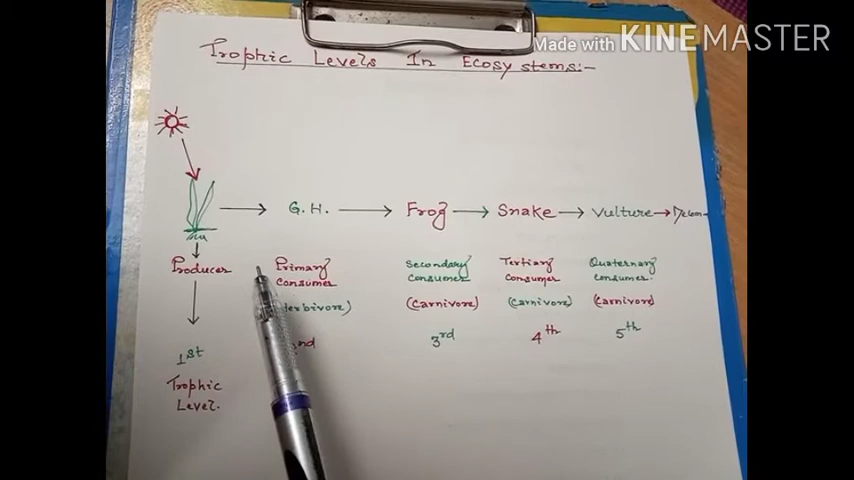 Made with KINEMASTER
Trophic Levels In Ecosystems:-
G.H. Frog Snake Vulture
Producer
Primary Consumer
Secondary Consumer
Tertiary Consumer
Quaternary Consumer.
(Carnivore) (Carnivore) (Carnivore)
1st 3rd 4th 5th
Trophic
Level.